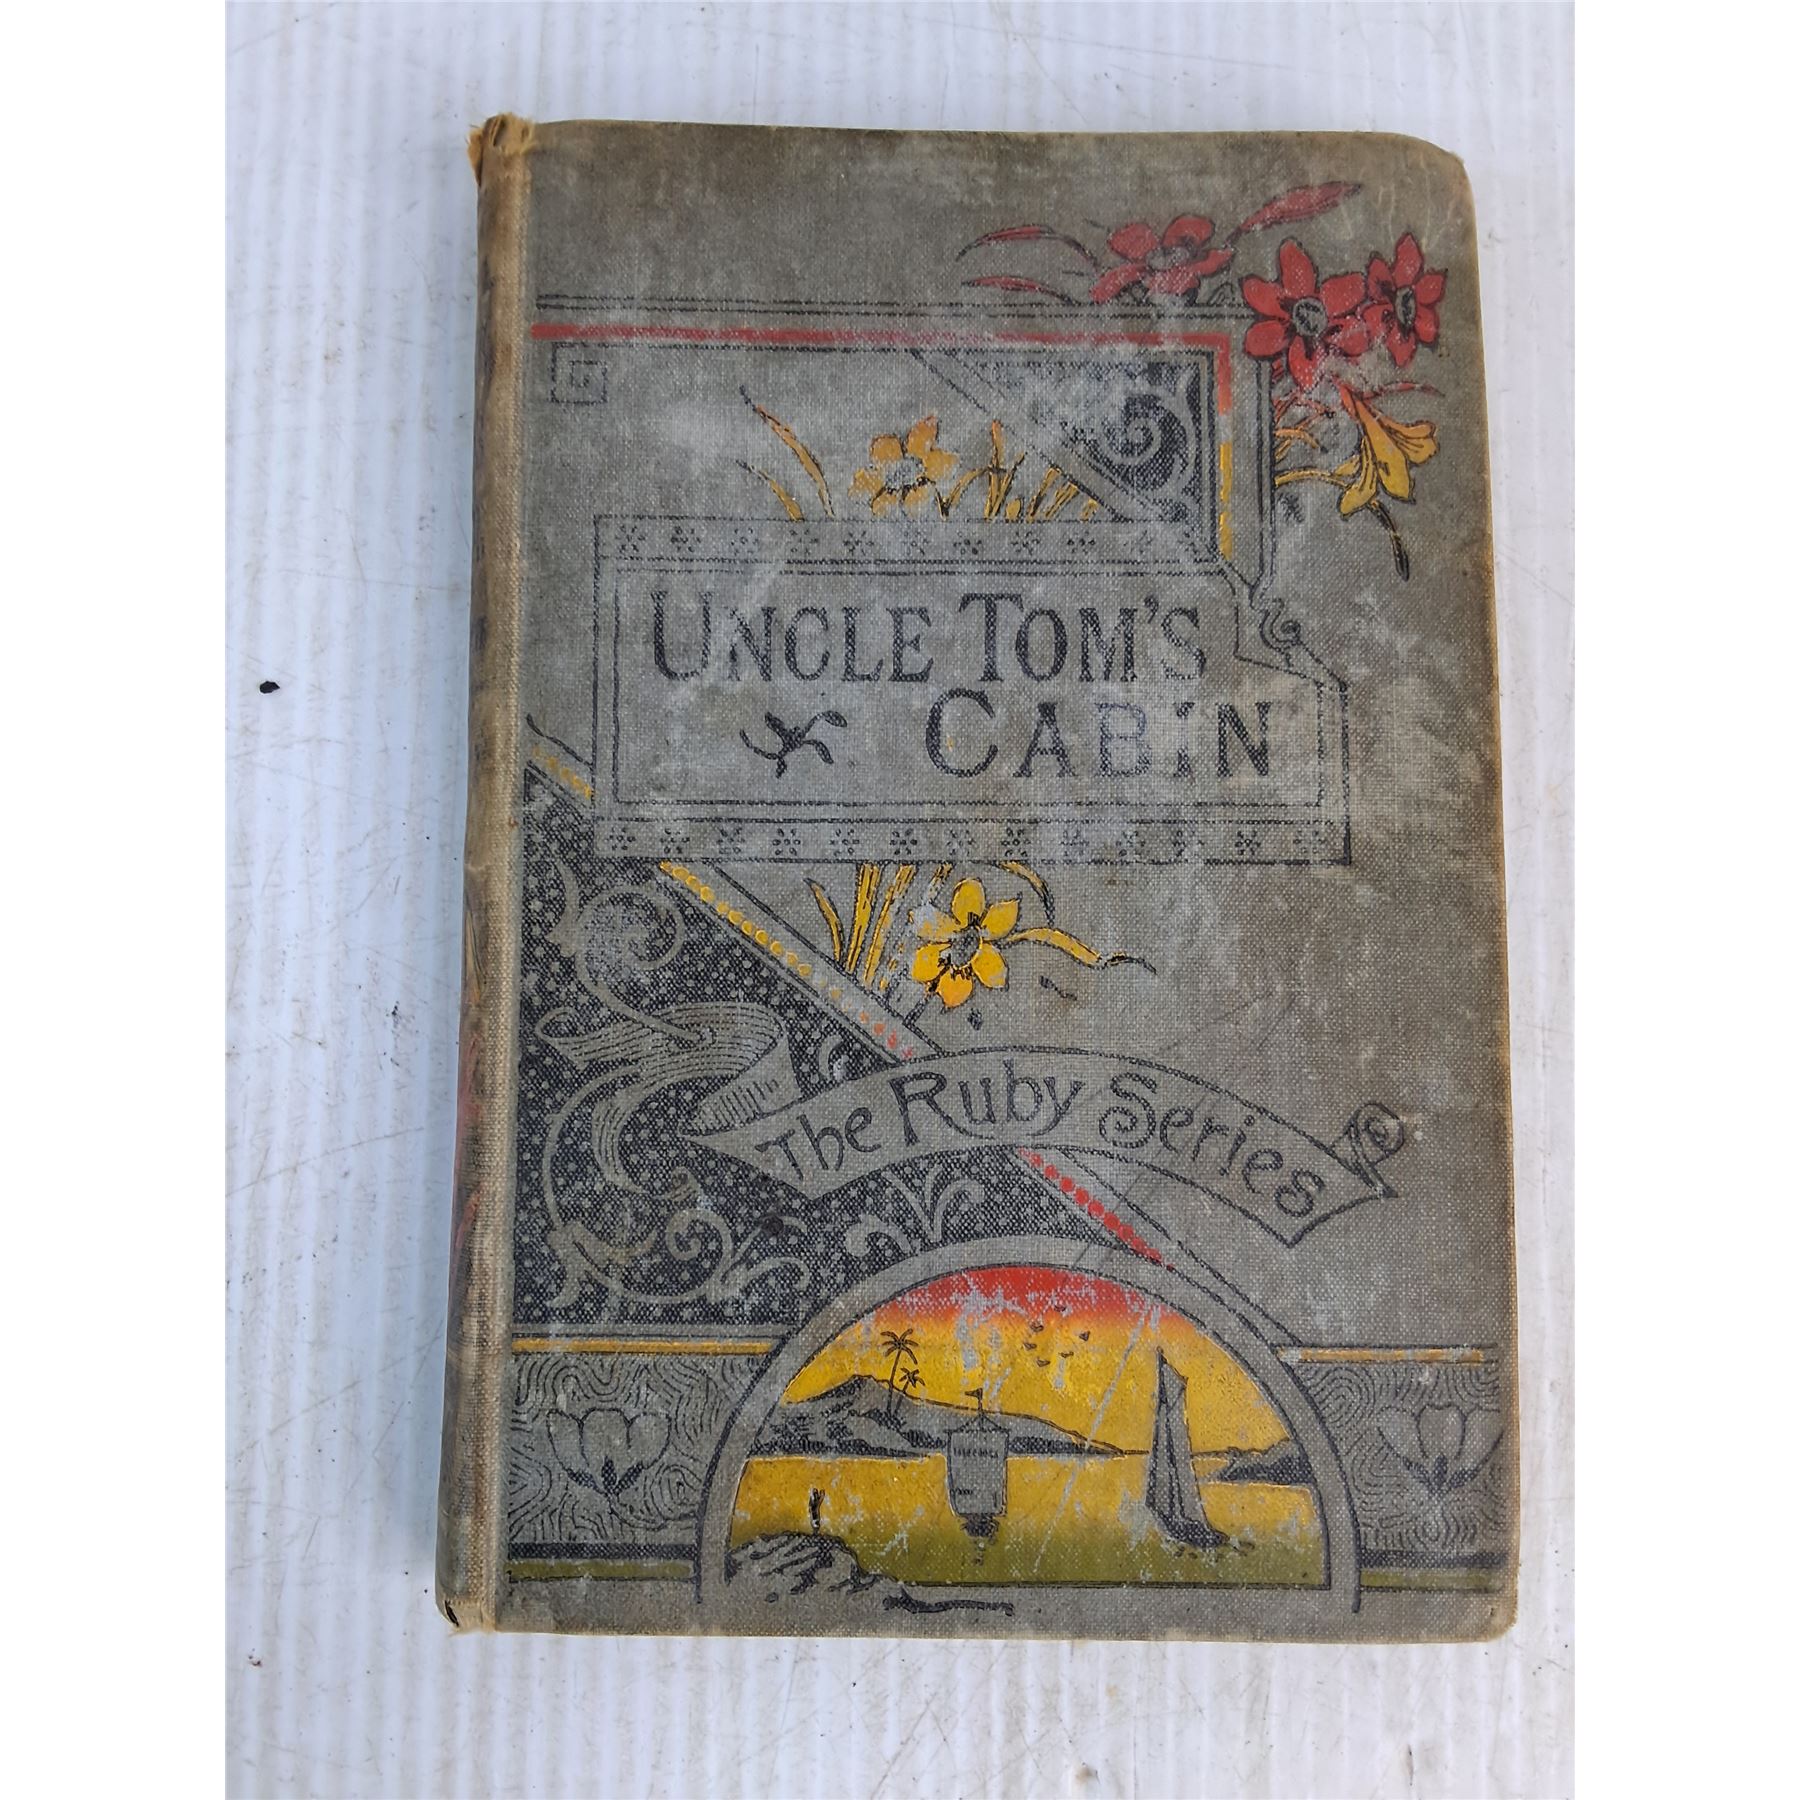 UNCLE TOM'S
CABIN
The Ruby Series